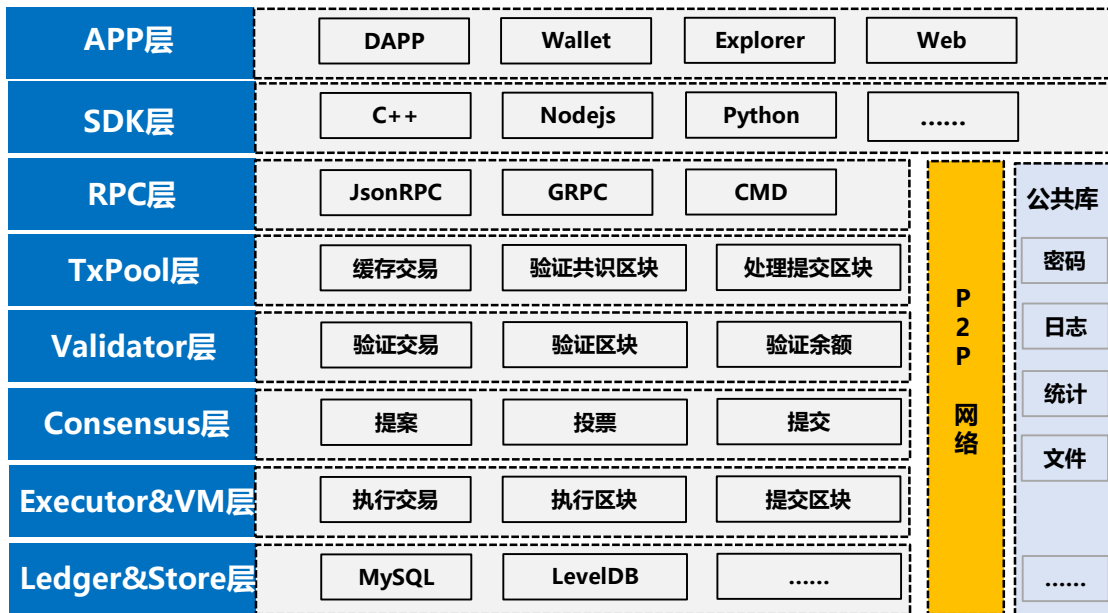 APP层
DAPP
Wallet
Explorer
Web
SDK层
C++
Nodejs
Python
......
RPC层
JsonRPC
GRPC
CMD
TxPool层
缓存交易
验证共识区块
处理提交区块
Validator层
验证交易
验证区块
验证余额
Consensus层
提案
投票
提交
Executor&VM层
执行交易
执行区块
提交区块
Ledger&Store层
MySQL
LevelDB
......
P
2
P
网
络
公共库
密码
日志
统计
文件
......